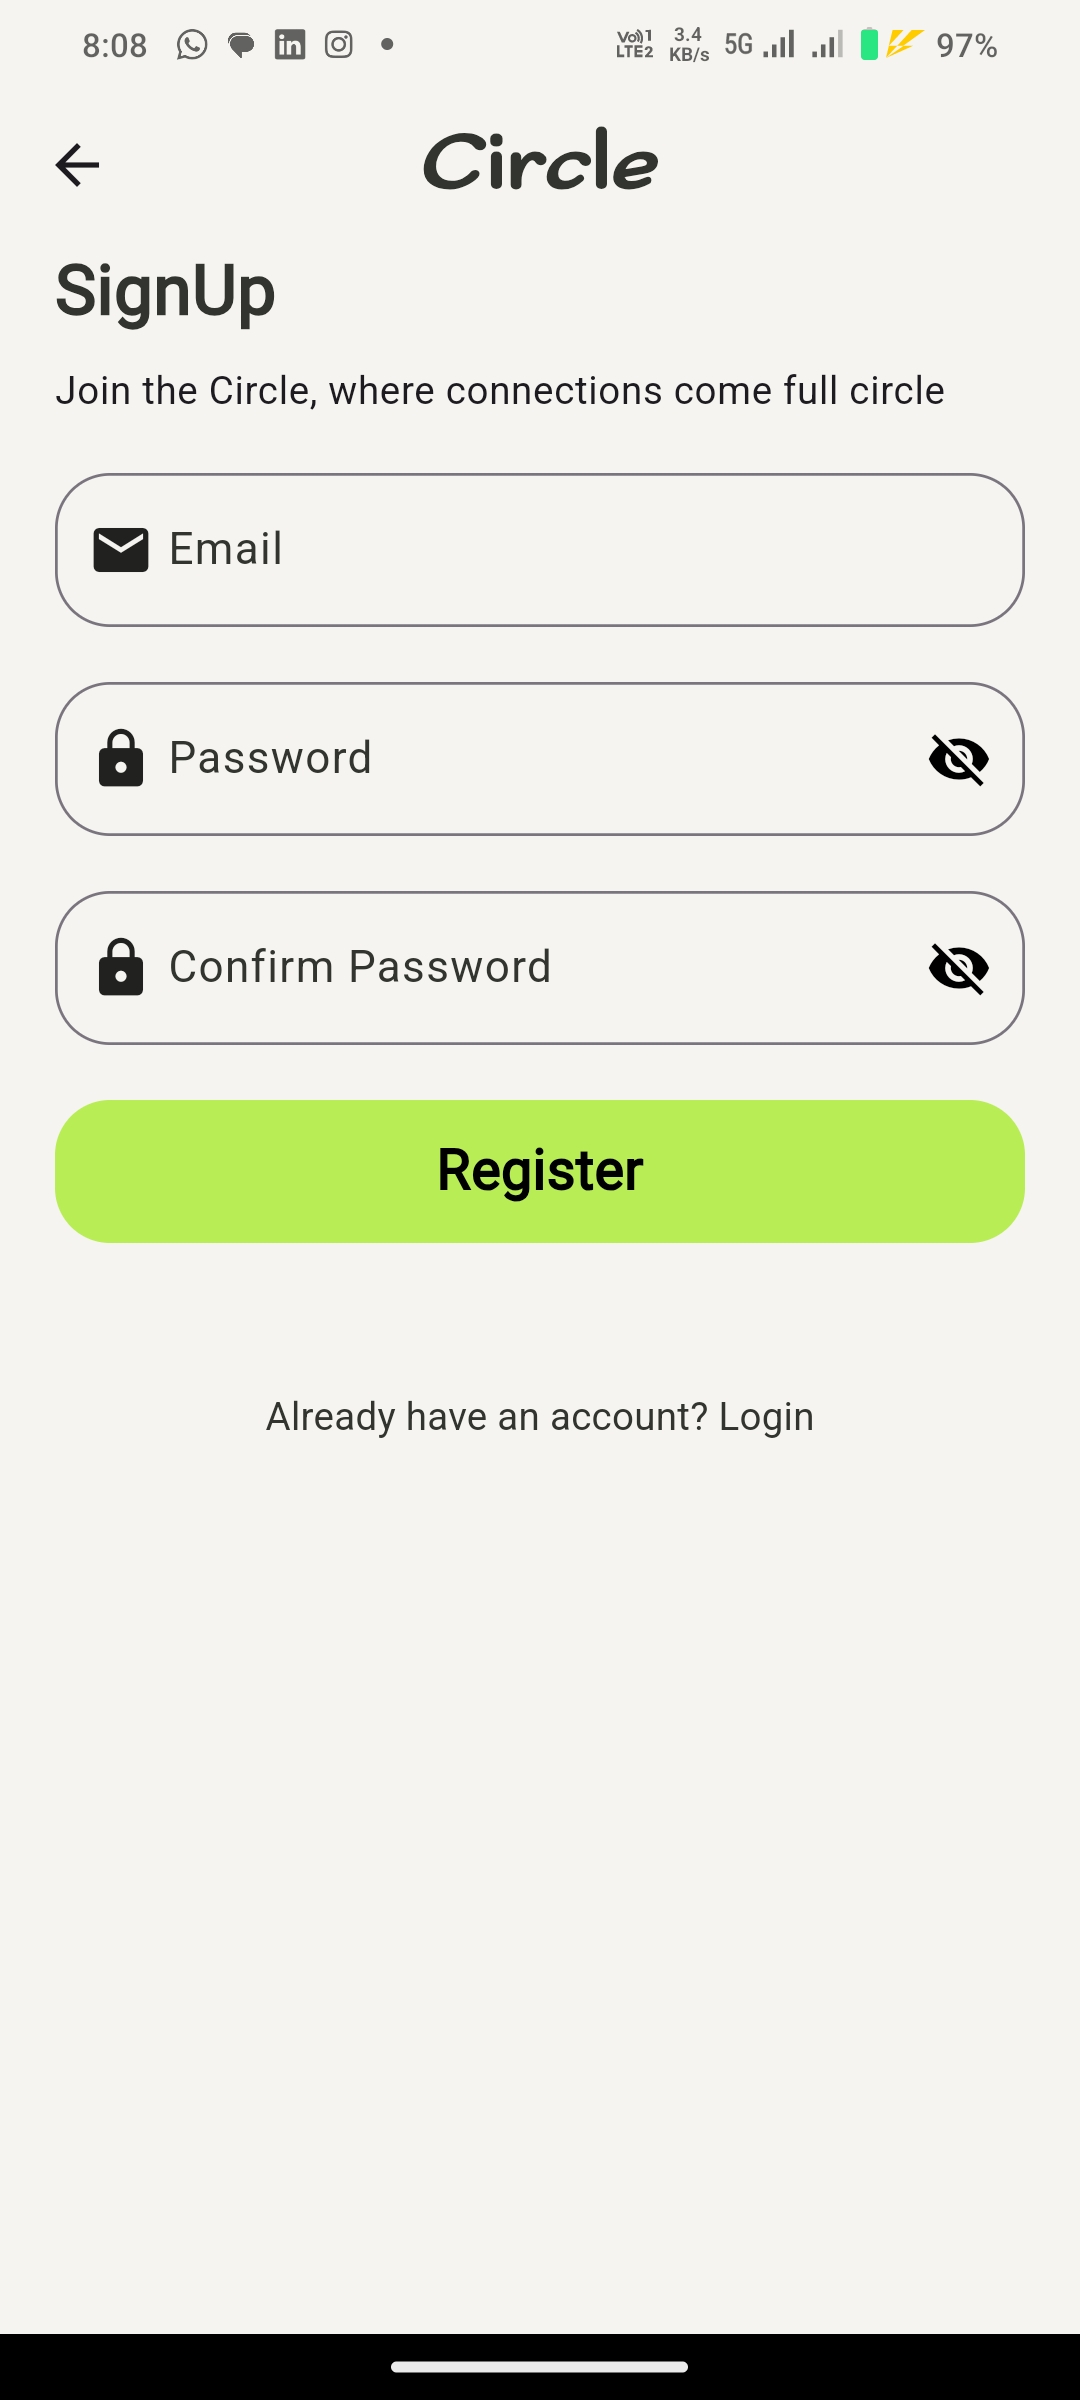 8:08 Vo) 1 LTE2 3.4 KB/s 5G 97%
Circle
SignUp
Join the Circle, where connections come full circle
Email
Password
Confirm Password
Register
Already have an account? Login